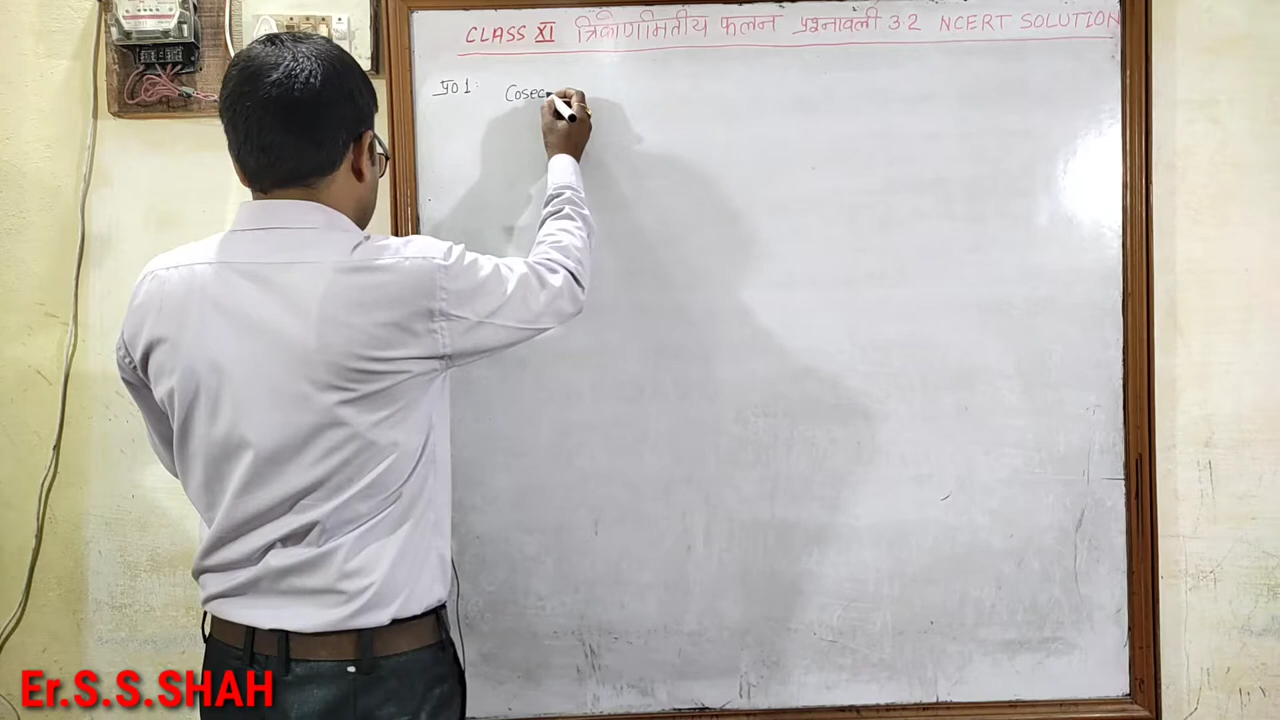 CLASS XI त्रिकोणमितीय फलन प्रश्नावली 3.2 NCERT SOLUTION
प्र01: Cosec
Er.S.S.SHAH